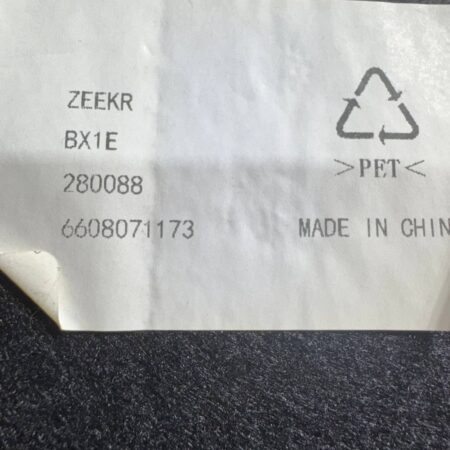 ZEEKR
BX1E
280088
6608071173
>PET<
MADE IN CHIN